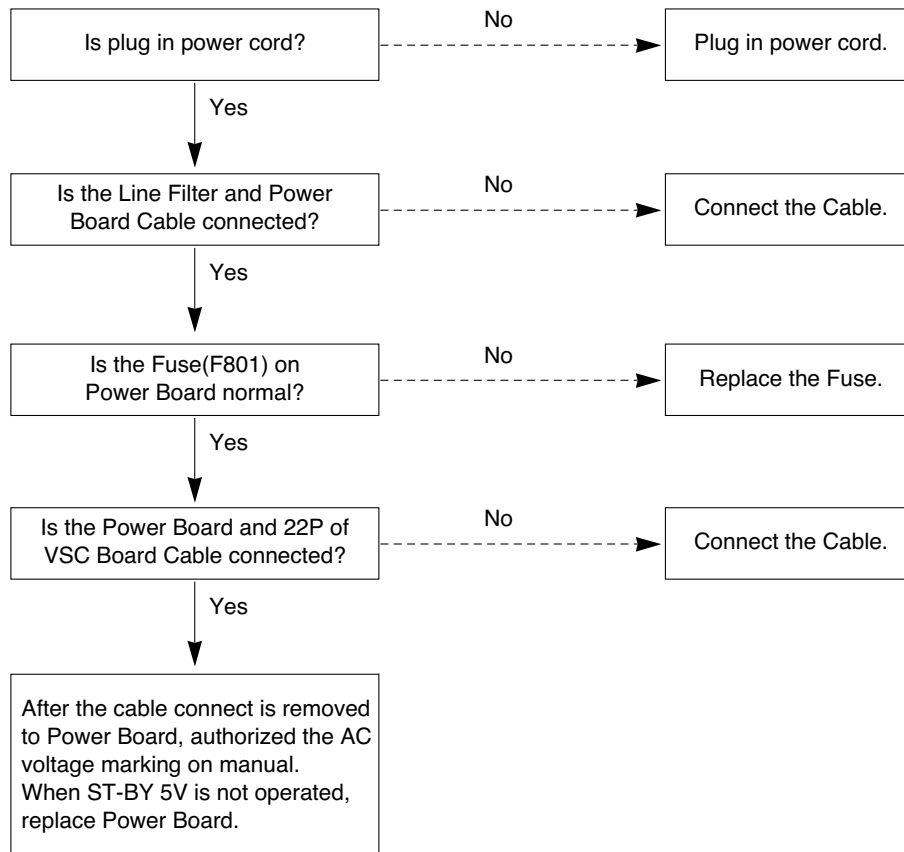 Is plug in power cord?
No
Plug in power cord.
Yes
Is the Line Filter and Power
Board Cable connected?
No
Connect the Cable.
Yes
Is the Fuse(F801) on
Power Board normal?
No
Replace the Fuse.
Yes
Is the Power Board and 22P of
VSC Board Cable connected?
No
Connect the Cable.
Yes
After the cable connect is removed
to Power Board, authorized the AC
voltage marking on manual.
When ST-BY 5V is not operated,
replace Power Board.